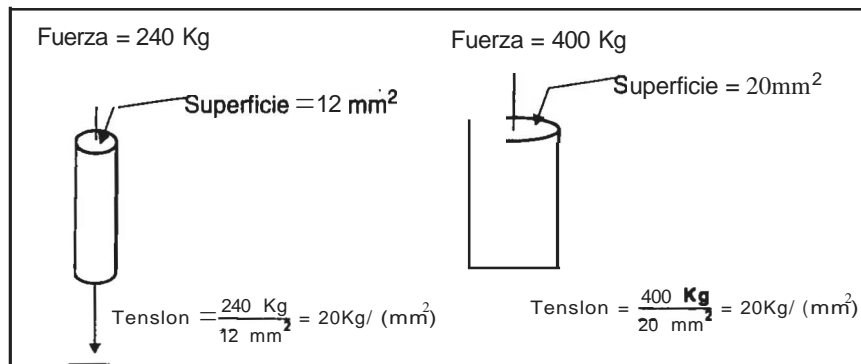 Fuerza = 240 Kg
Superficie = 12 mm²
Tenslon = 240 Kg / 12 mm² = 20Kg/ (mm²)
Fuerza = 400 Kg
Superficie = 20mm²
Tenslon = 400 Kg / 20 mm² = 20Kg/ (mm²)